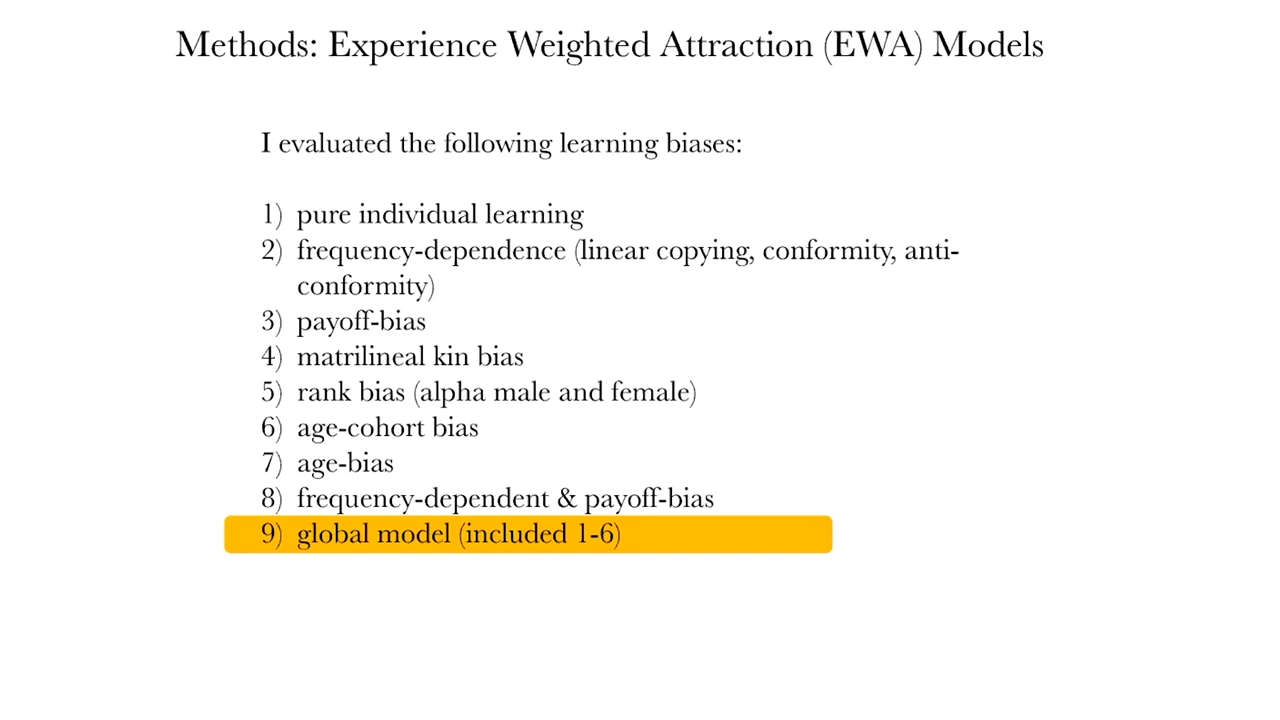 Methods: Experience Weighted Attraction (EWA) Models
I evaluated the following learning biases:
1) pure individual learning
2) frequency-dependence (linear copying, conformity, anti-
conformity)
3) payoff-bias
4) matrilineal kin bias
5) rank bias (alpha male and female)
6) age-cohort bias
7) age-bias
8) frequency-dependent & payoff-bias
9) global model (included 1-6)